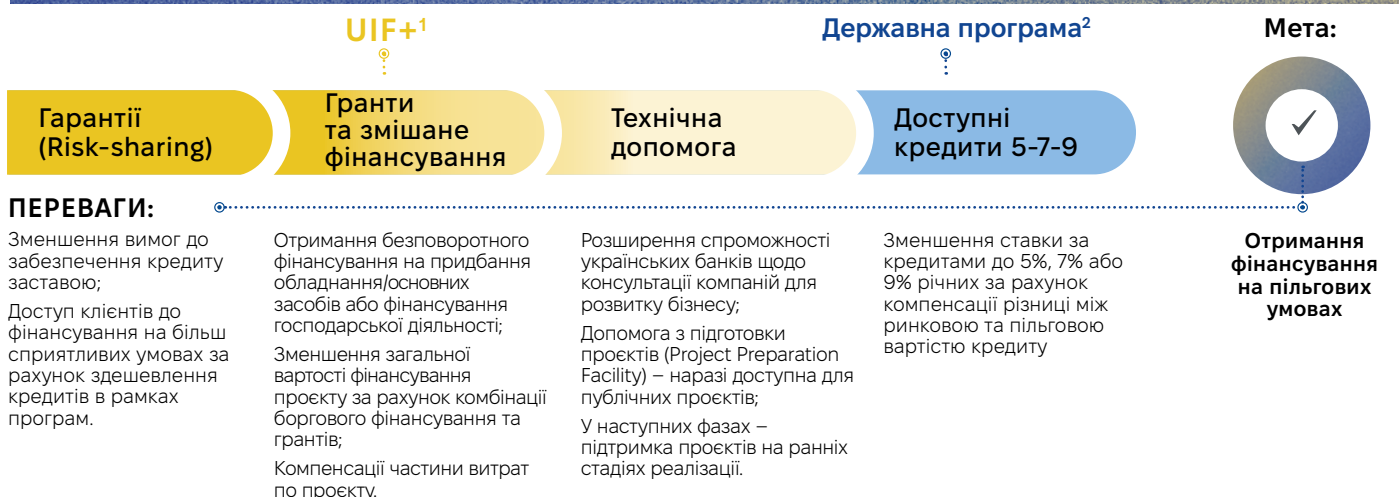 UIF+¹
Державна програма²
Мета:
Гарантії
(Risk-sharing)
Гранти
та змішане
фінансування
Технічна
допомога
Доступні
кредити 5-7-9
ПЕРЕВАГИ:
Зменшення вимог до
забезпечення кредиту
заставою;
Доступ клієнтів до
фінансування на більш
сприятливих умовах за
рахунок здешевлення
кредитів в рамках
програм.
Отримання безповоротного
фінансування на придбання
обладнання/основних
засобів або фінансування
господарської діяльності;
Зменшення загальної
вартості фінансування
проєкту за рахунок комбінації
боргового фінансування та
грантів;
Компенсації частини витрат
по проєкту.
Розширення спроможності
українських банків щодо
консультації компаній для
розвитку бізнесу;
Допомога з підготовки
проєктів (Project Preparation
Facility) – наразі доступна для
публічних проєктів;
У наступних фазах –
підтримка проєктів на ранніх
стадіях реалізації.
Зменшення ставки за
кредитами до 5%, 7% або
9% річних за рахунок
компенсації різниці між
ринковою та пільговою
вартістю кредиту
Отримання
фінансування
на пільгових
умовах